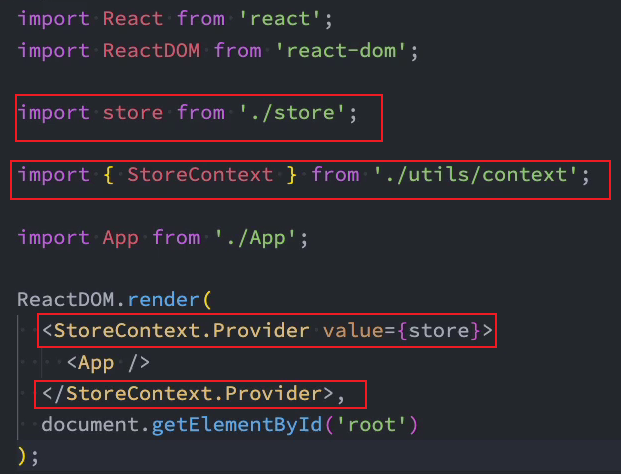 import React from 'react';
import ReactDOM from 'react-dom';
import store from './store';
import { StoreContext } from './utils/context';
import App from './App';
ReactDOM.render(
<StoreContext.Provider value={store}>
<App />
</StoreContext.Provider>,
document.getElementById('root')
);